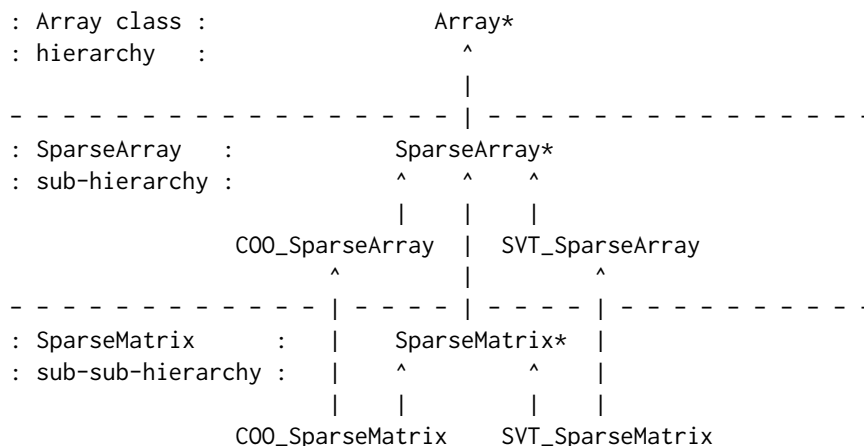 : Array class :                 Array*
: hierarchy   :                   ^
                                  |
- - - - - - - - - - - - - - - - - | - - - - - - - - - - - - - - -
: SparseArray   :            SparseArray*
: sub-hierarchy :            ^    ^    ^
                             |    |    |
                 COO_SparseArray  |  SVT_SparseArray
                        ^         |         ^
- - - - - - - - - - - - | - - - - | - - - - | - - - - - - - - - -
: SparseMatrix      :   |    SparseMatrix*  |
: sub-sub-hierarchy :   |    ^         ^    |
                        |    |         |    |
                 COO_SparseMatrix    SVT_SparseMatrix